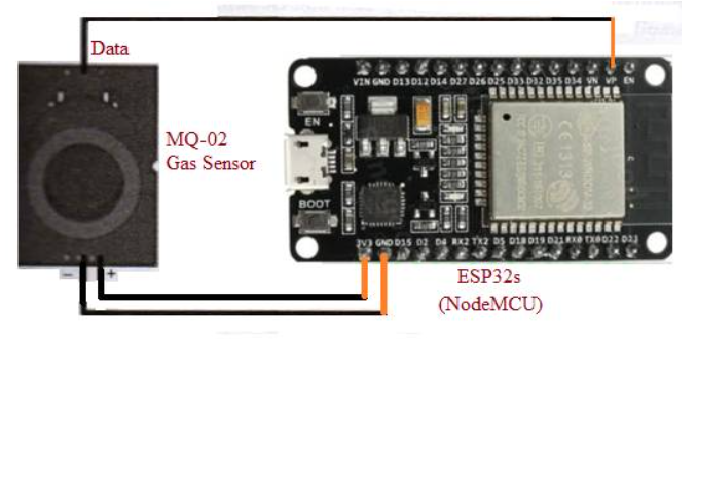 Data
VIN GND D13 D12 D14 D27 D26 D25 D33 D32 D35 D34 VN VP EN
EN
MQ-02
Gas Sensor
BOOT
3V3 GND D15 D2 D4 RX2 TX2 D5 D18 D19 D21 RX0 TX0 D22 D23
− +
ESP32s
(NodeMCU)